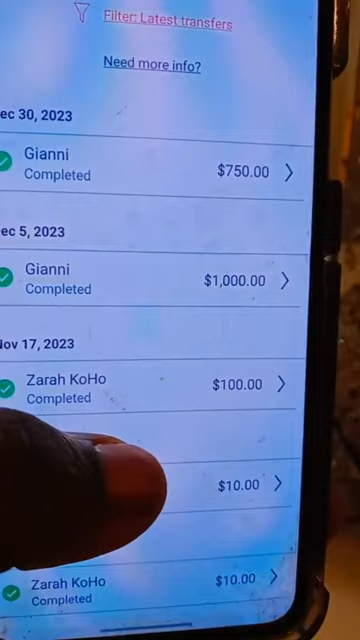 Filter: Latest transfers
Need more info?
ec 30, 2023
Gianni
$750.00
Completed
ec 5, 2023
Gianni
$1,000.00
Completed
Nov 17, 2023
Zarah KoHo
$100.00
Completed
$10.00
Zarah KoHo
$10.00
Completed